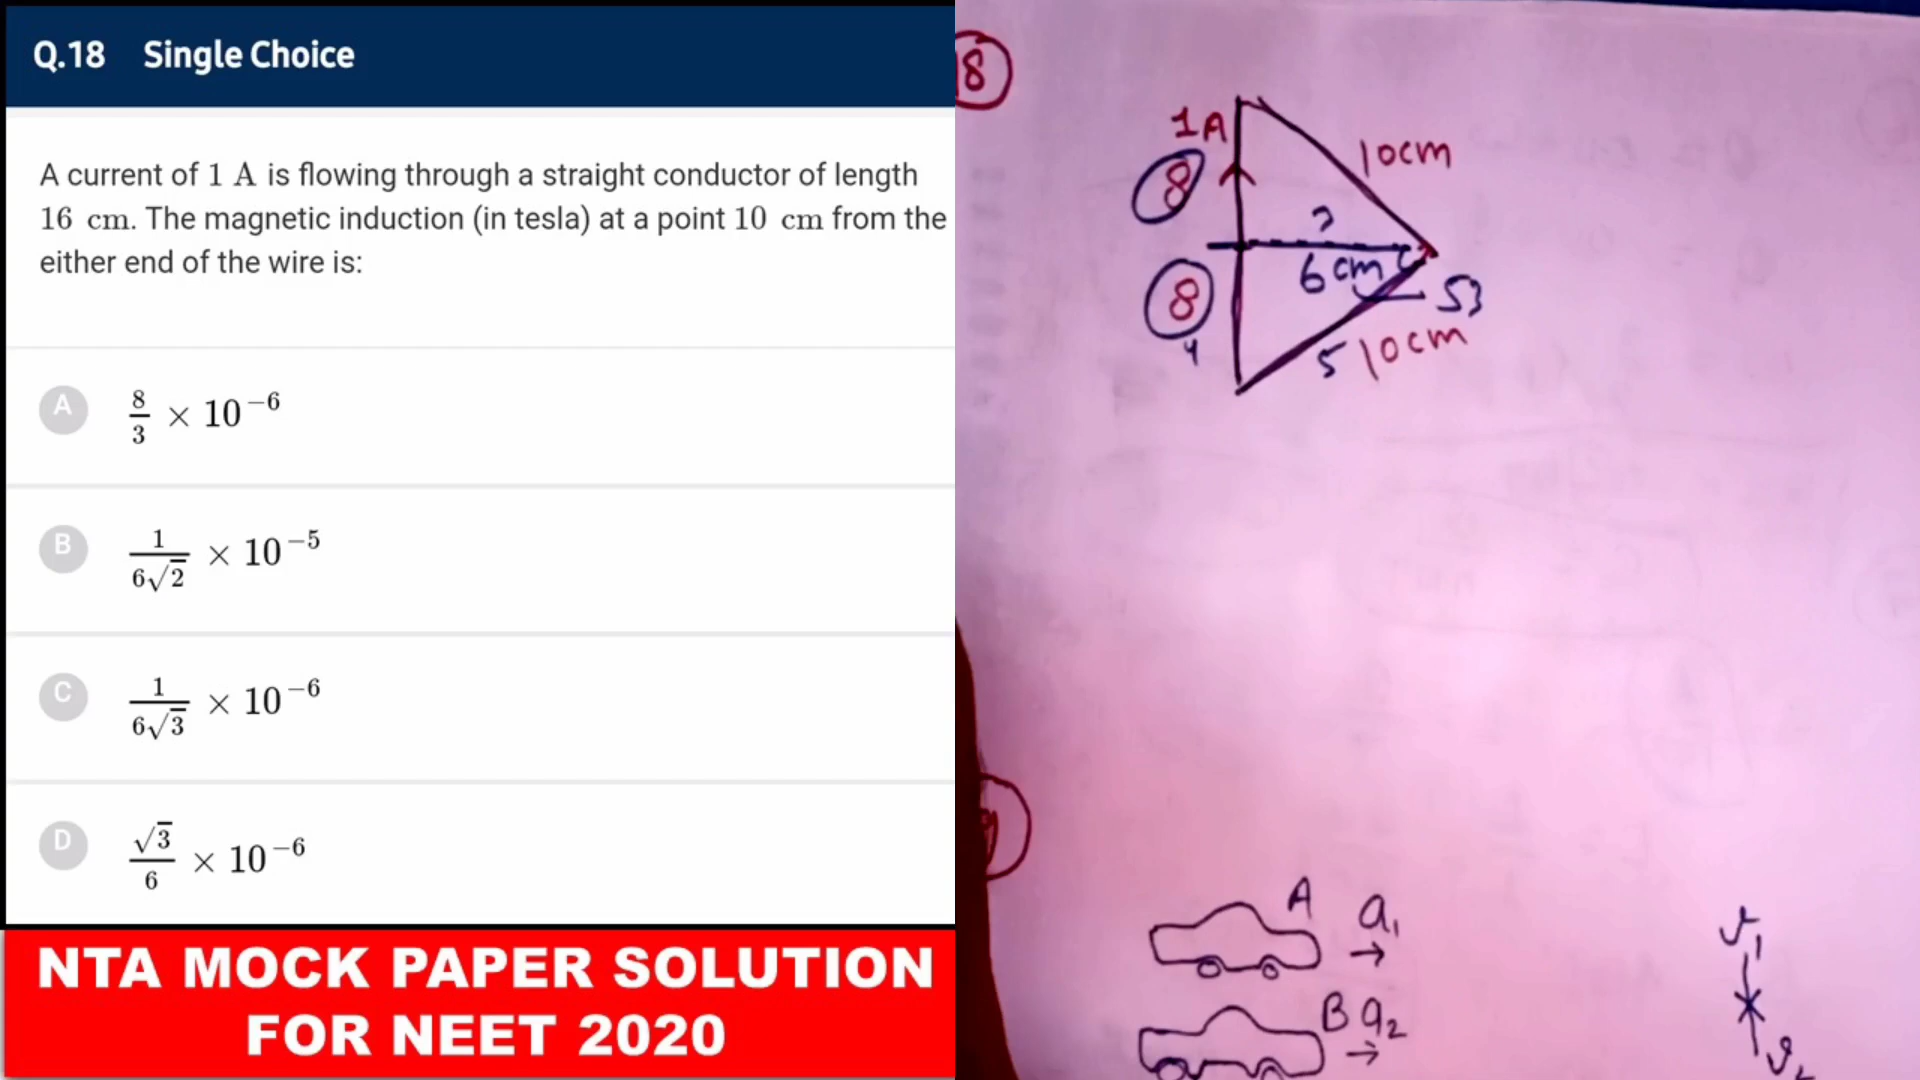 Q.18 Single Choice
A current of 1 A is flowing through a straight conductor of length
16 cm. The magnetic induction (in tesla) at a point 10 cm from the
either end of the wire is:
A 8/3 × 10⁻⁶
B 1/(6√2) × 10⁻⁵
C 1/(6√3) × 10⁻⁶
D √3/6 × 10⁻⁶
NTA MOCK PAPER SOLUTION
FOR NEET 2020
8
1A
10cm
8
?
6cm
53
8
4
5
10cm
A
a₁
B
a₂
v₁